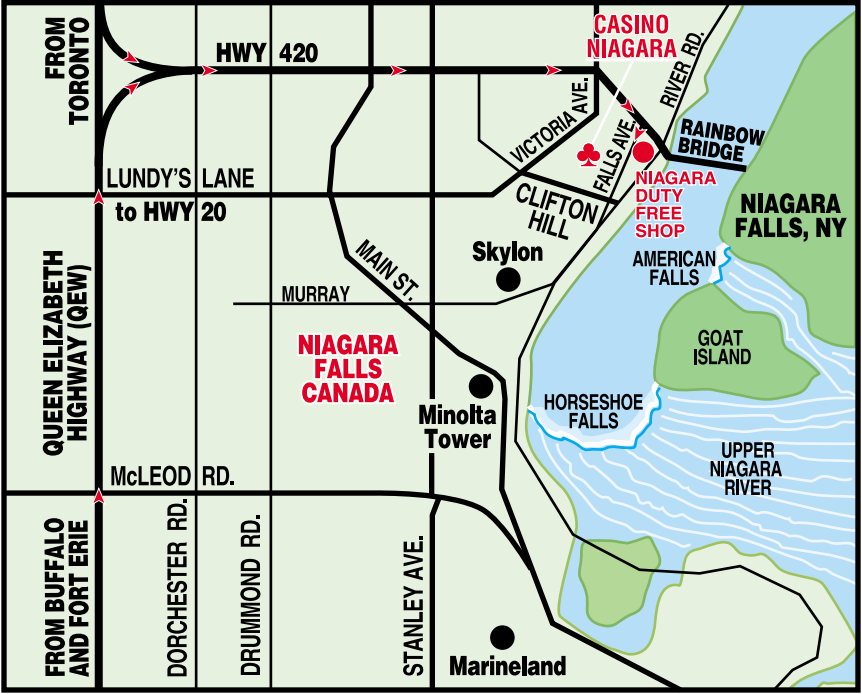 FROM
TORONTO
HWY 420
CASINO
NIAGARA
RIVER RD.
VICTORIA AVE.
FALLS AVE.
RAINBOW
BRIDGE
LUNDY'S LANE
to HWY 20
CLIFTON
HILL
NIAGARA
DUTY
FREE
SHOP
NIAGARA
FALLS, NY
Skylon
AMERICAN
FALLS
MAIN ST.
MURRAY
QUEEN ELIZABETH
HIGHWAY (QEW)
NIAGARA
FALLS
CANADA
GOAT
ISLAND
Minolta
Tower
HORSESHOE
FALLS
UPPER
NIAGARA
RIVER
McLEOD RD.
FROM BUFFALO
AND FORT ERIE
DORCHESTER RD.
DRUMMOND RD.
STANLEY AVE.
Marineland